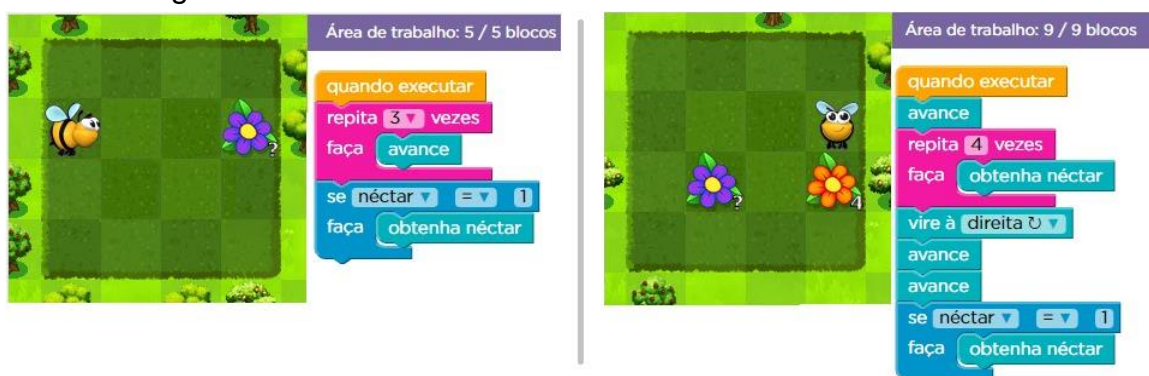 Área de trabalho: 5 / 5 blocos
quando executar
repita 3 vezes
faça avance
se néctar = 1
faça obtenha néctar
?
Área de trabalho: 9 / 9 blocos
quando executar
avance
repita 4 vezes
faça obtenha néctar
vire à direita ↻
avance
avance
se néctar = 1
faça obtenha néctar
? 4